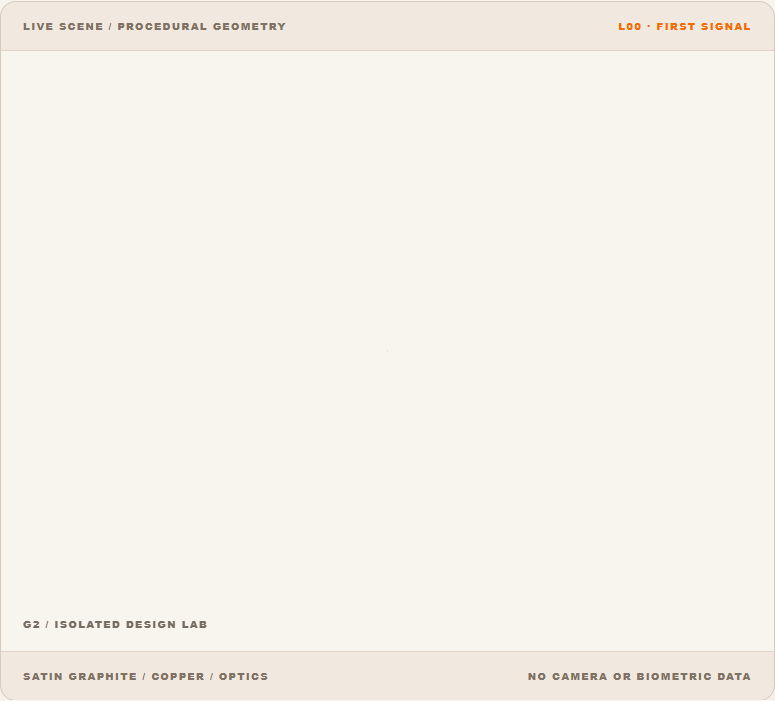 LIVE SCENE / PROCEDURAL GEOMETRY
L00 · FIRST SIGNAL
G2 / ISOLATED DESIGN LAB
SATIN GRAPHITE / COPPER / OPTICS
NO CAMERA OR BIOMETRIC DATA